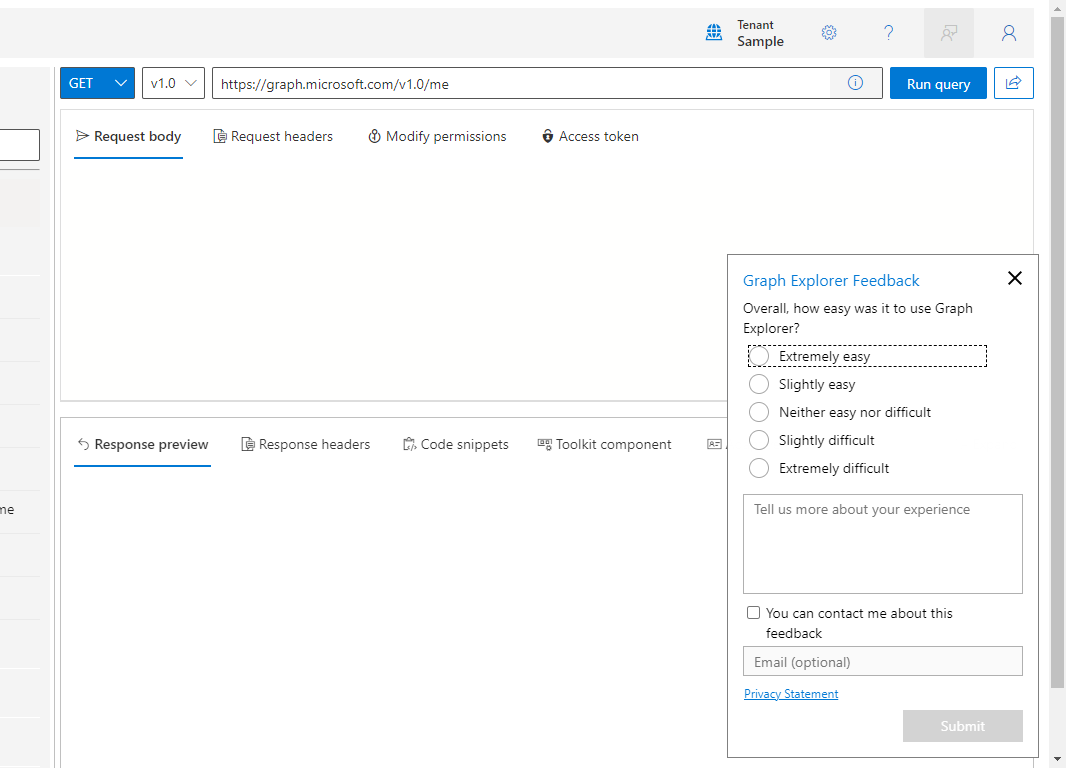 Tenant
Sample
GET
v1.0
https://graph.microsoft.com/v1.0/me
Run query
Request body
Request headers
Modify permissions
Access token
Graph Explorer Feedback
Overall, how easy was it to use Graph
Explorer?
Extremely easy
Slightly easy
Neither easy nor difficult
Slightly difficult
Extremely difficult
Response preview
Response headers
Code snippets
Toolkit component
me
Tell us more about your experience
You can contact me about this
feedback
Email (optional)
Privacy Statement
Submit